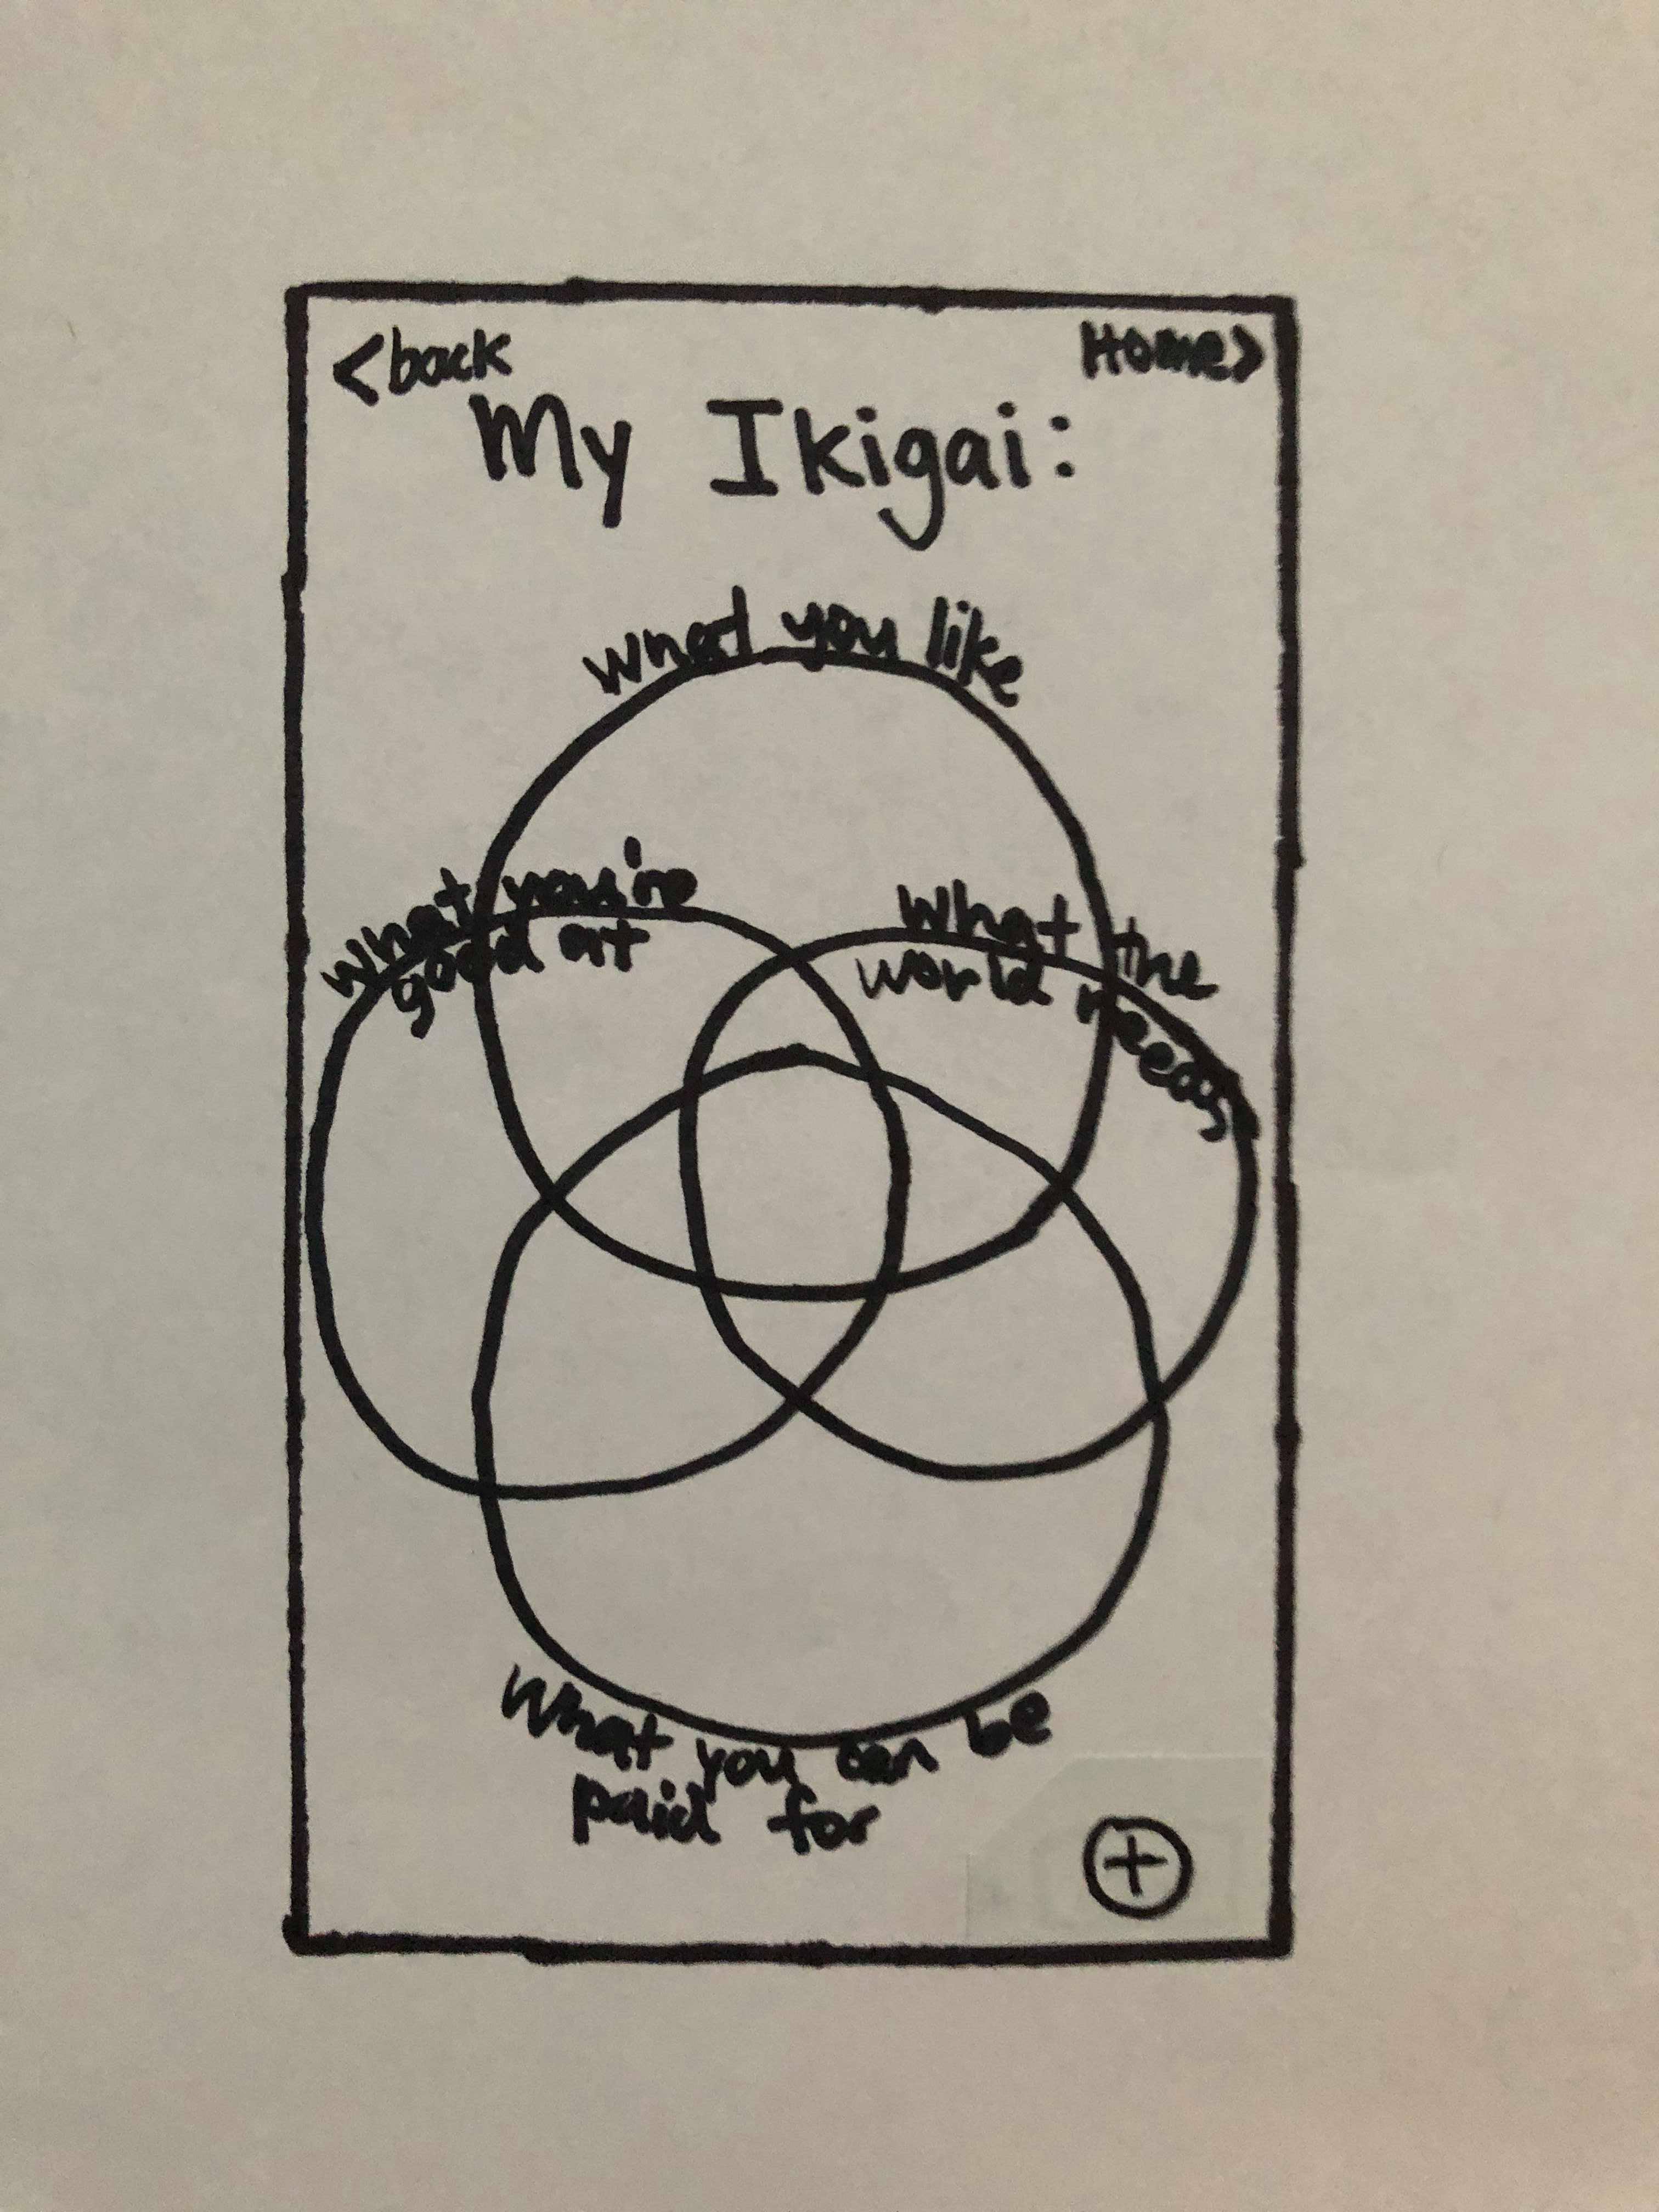 <back
Home>
My Ikigai:
what you like
what you're
good at
What the
world needs
What you can be
paid for
+